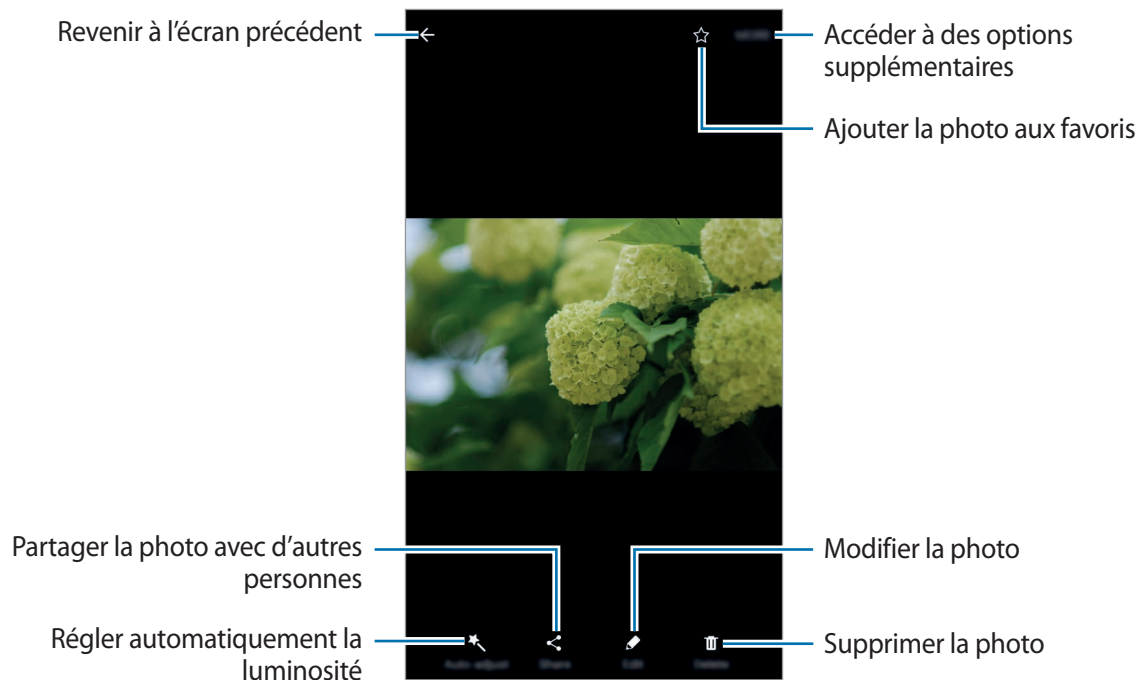 Revenir à l’écran précédent
Accéder à des options
supplémentaires
Ajouter la photo aux favoris
Partager la photo avec d’autres
personnes
Modifier la photo
Régler automatiquement la
luminosité
Supprimer la photo
Auto adjust
Share
Edit
Delete